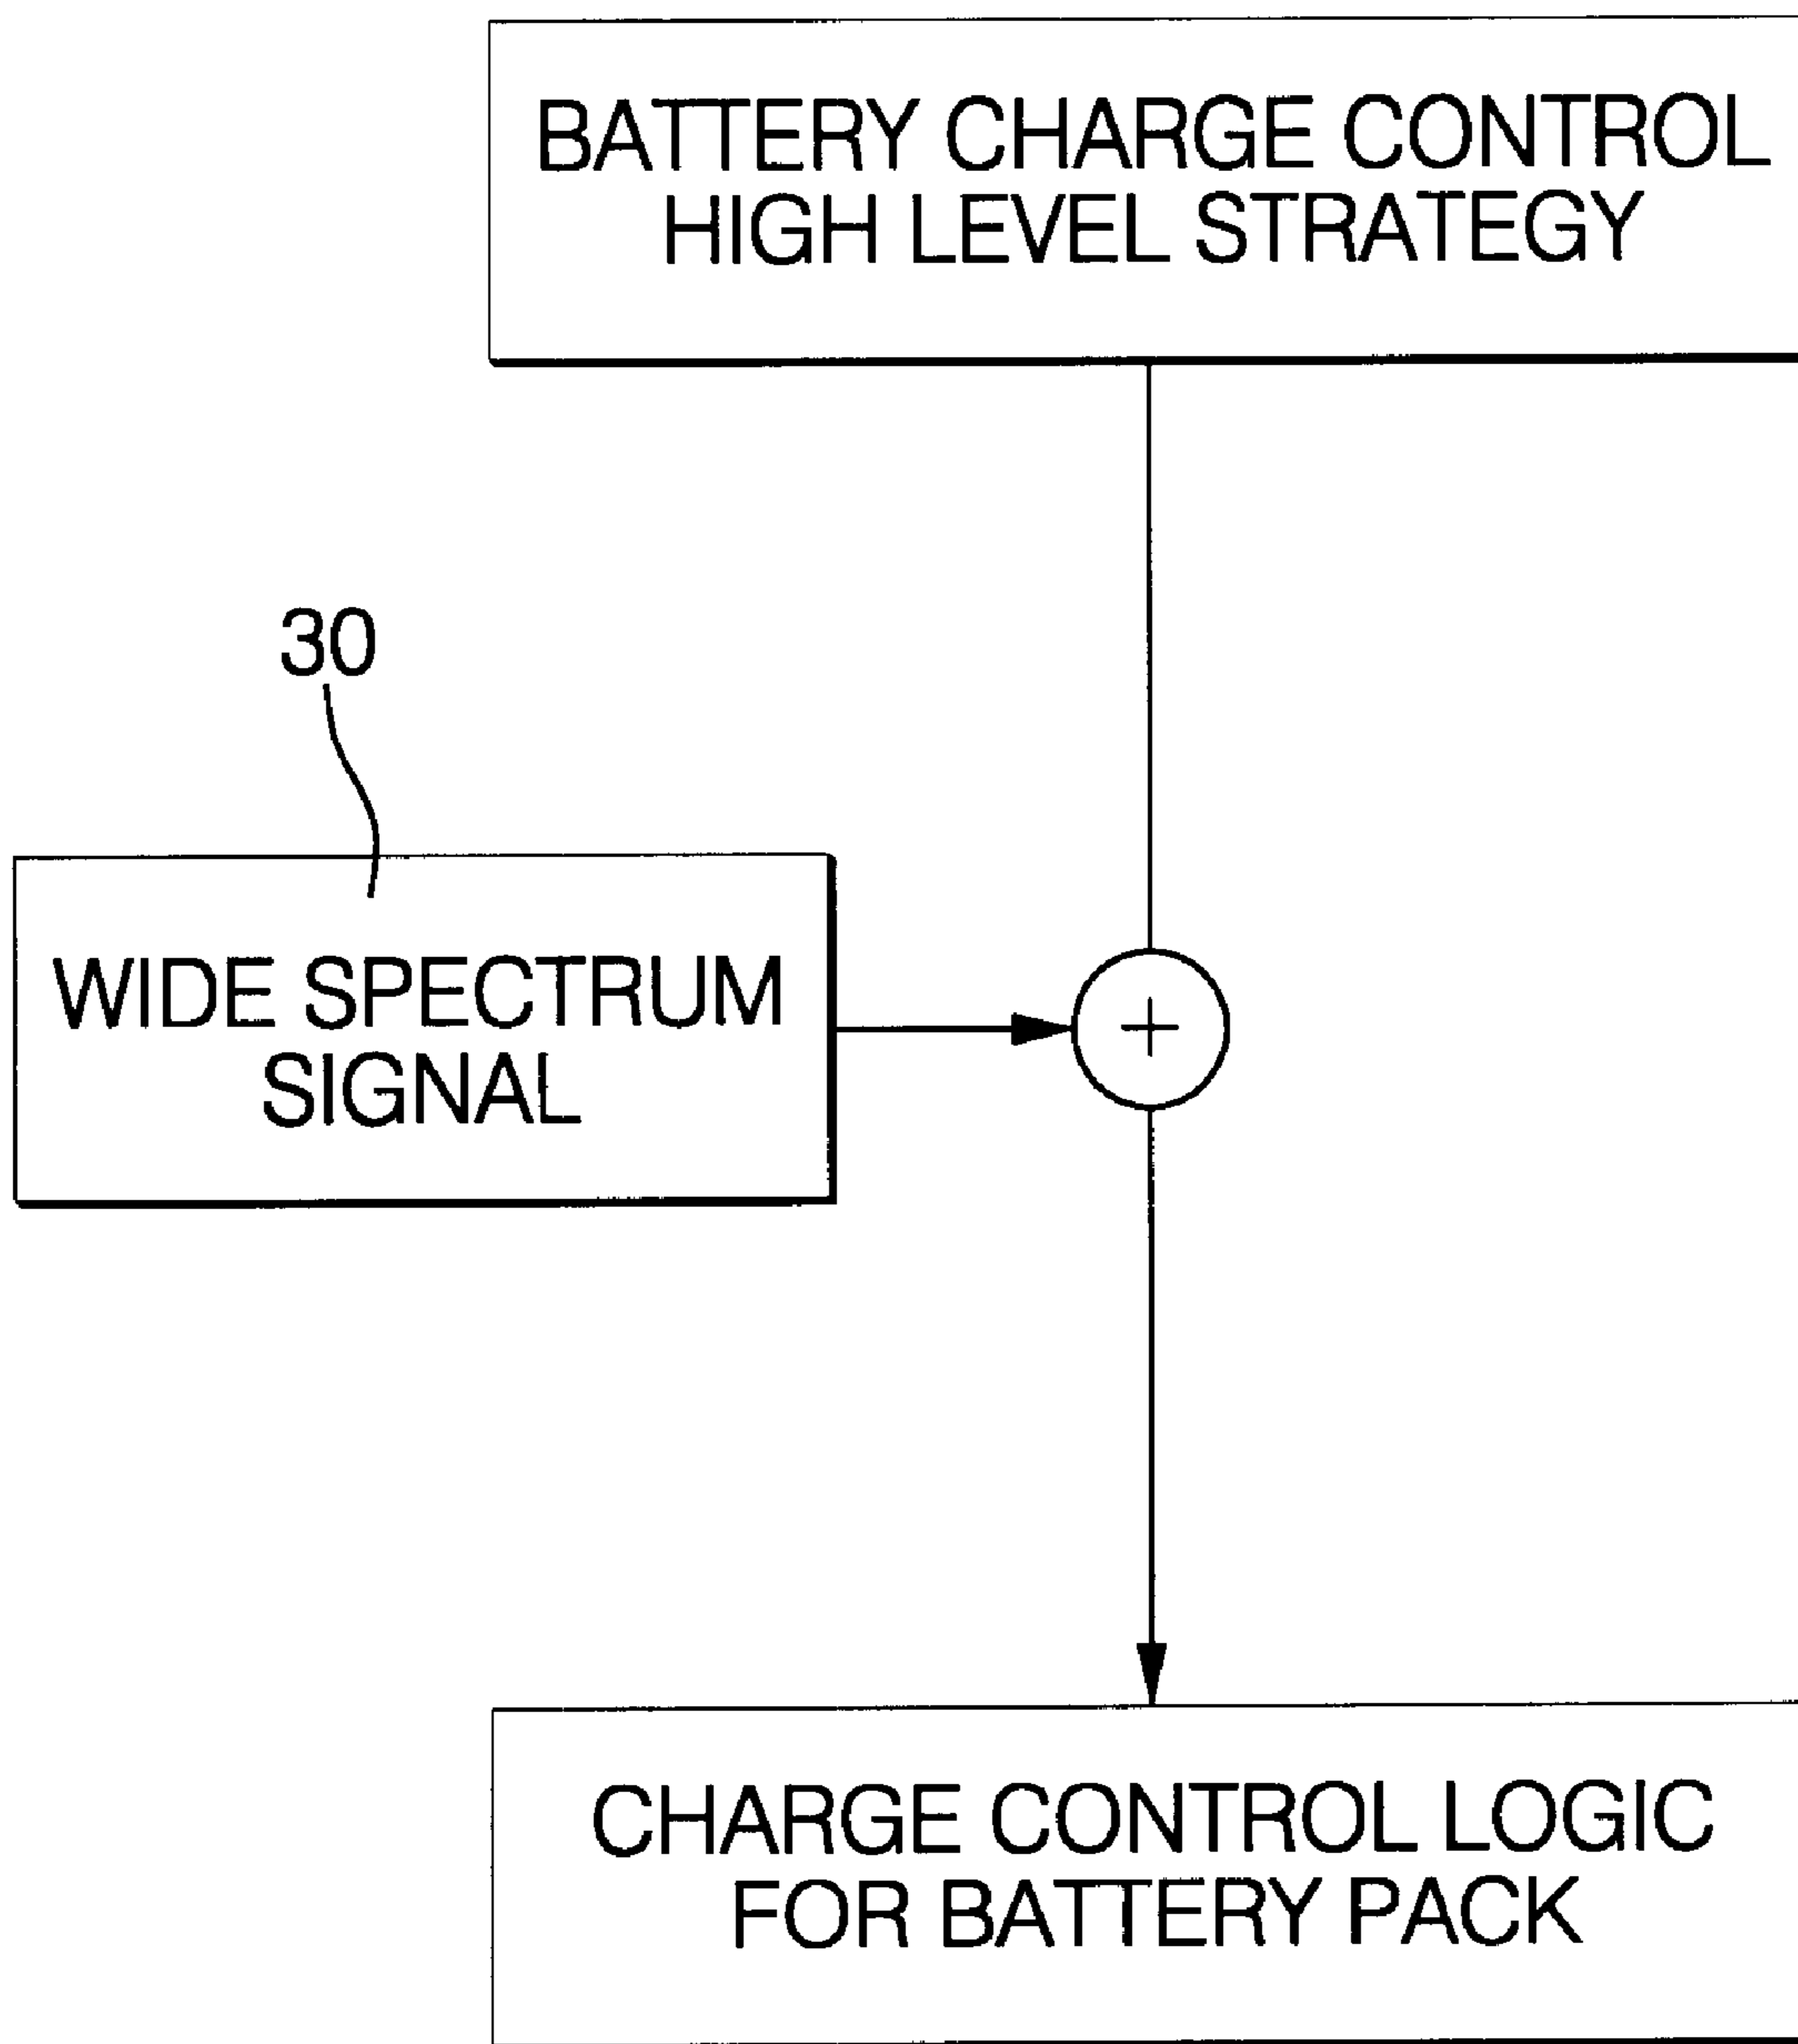 BATTERY CHARGE CONTROL
HIGH LEVEL STRATEGY
30
WIDE SPECTRUM
SIGNAL
+
CHARGE CONTROL LOGIC
FOR BATTERY PACK